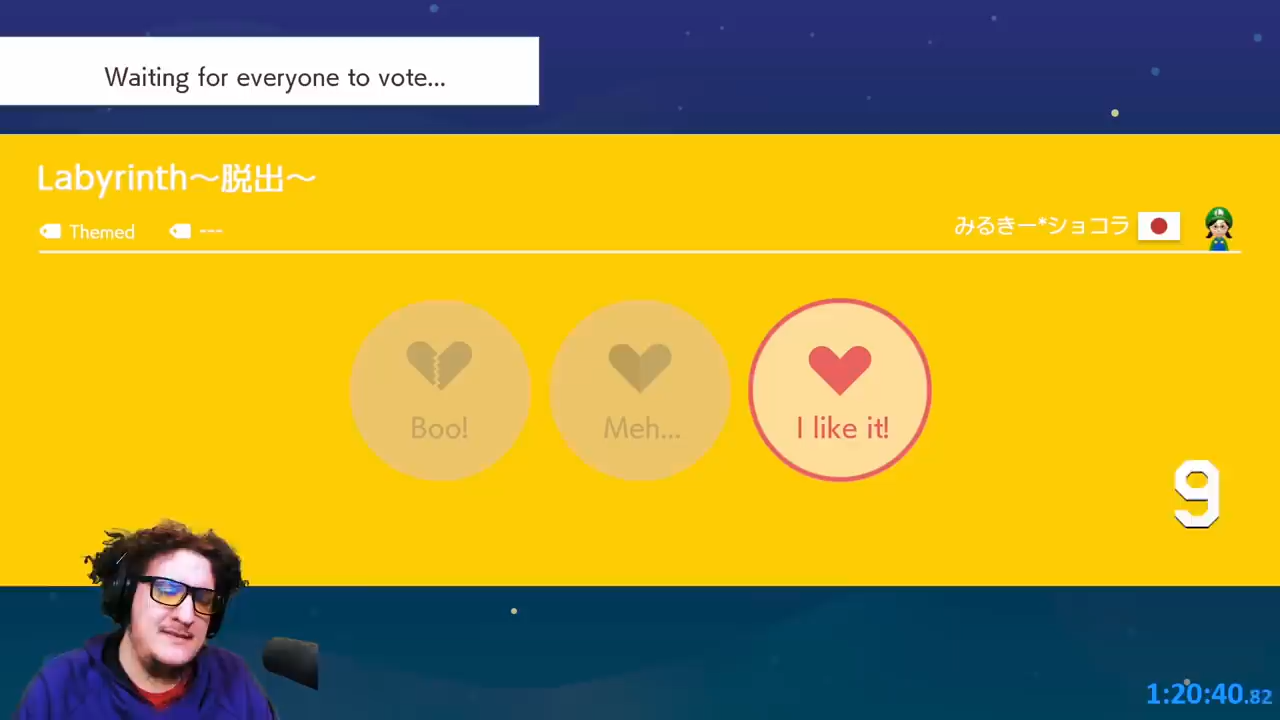 Waiting for everyone to vote...
Labyrinth～脱出～
Themed ---
みるきー*ショコラ
Boo!
Meh...
I like it!
9
1:20:40.82